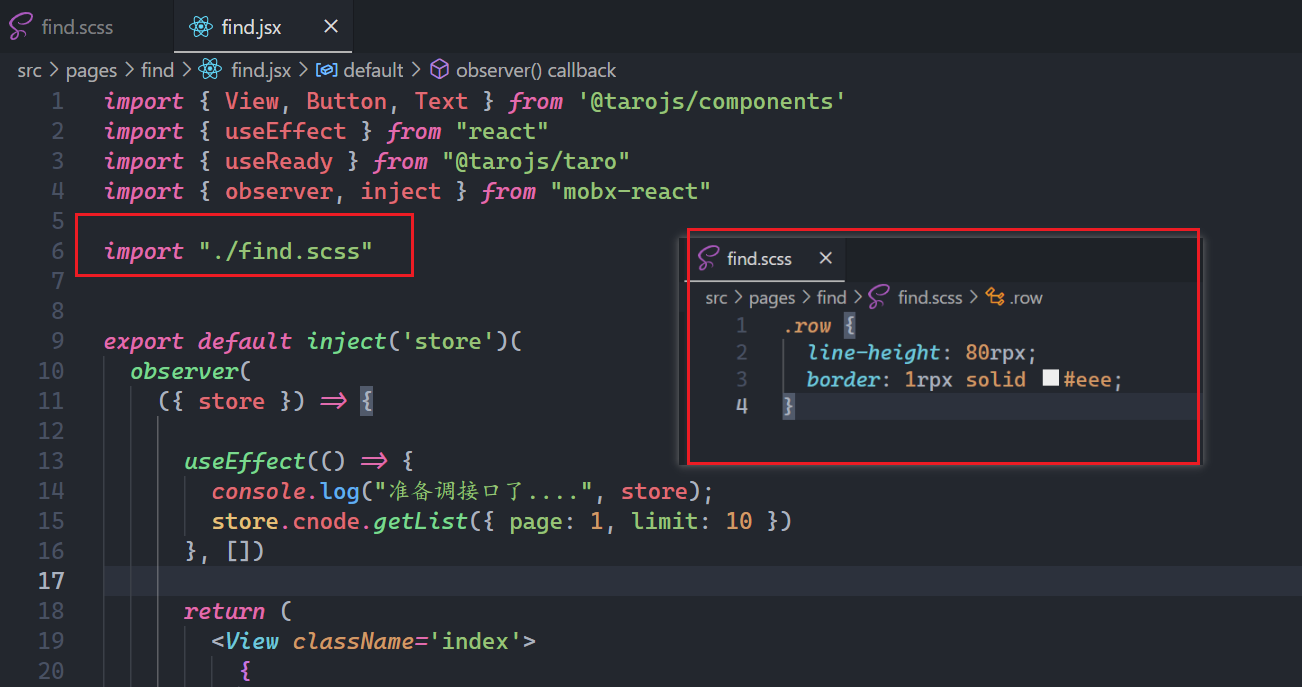 find.scss find.jsx ×
src > pages > find > find.jsx > default > observer() callback
1 import { View, Button, Text } from '@tarojs/components'
2 import { useEffect } from "react"
3 import { useReady } from "@tarojs/taro"
4 import { observer, inject } from "mobx-react"
5
6 import "./find.scss"
7
8
9 export default inject('store')(
10 observer(
11 ({ store }) => {
12
13 useEffect(() => {
14 console.log("准备调接口了....", store);
15 store.cnode.getList({ page: 1, limit: 10 })
16 }, [])
17
18 return (
19 <View className='index'>
20 {
find.scss ×
src > pages > find > find.scss > .row
1 .row {
2 line-height: 80rpx;
3 border: 1rpx solid #eee;
4 }